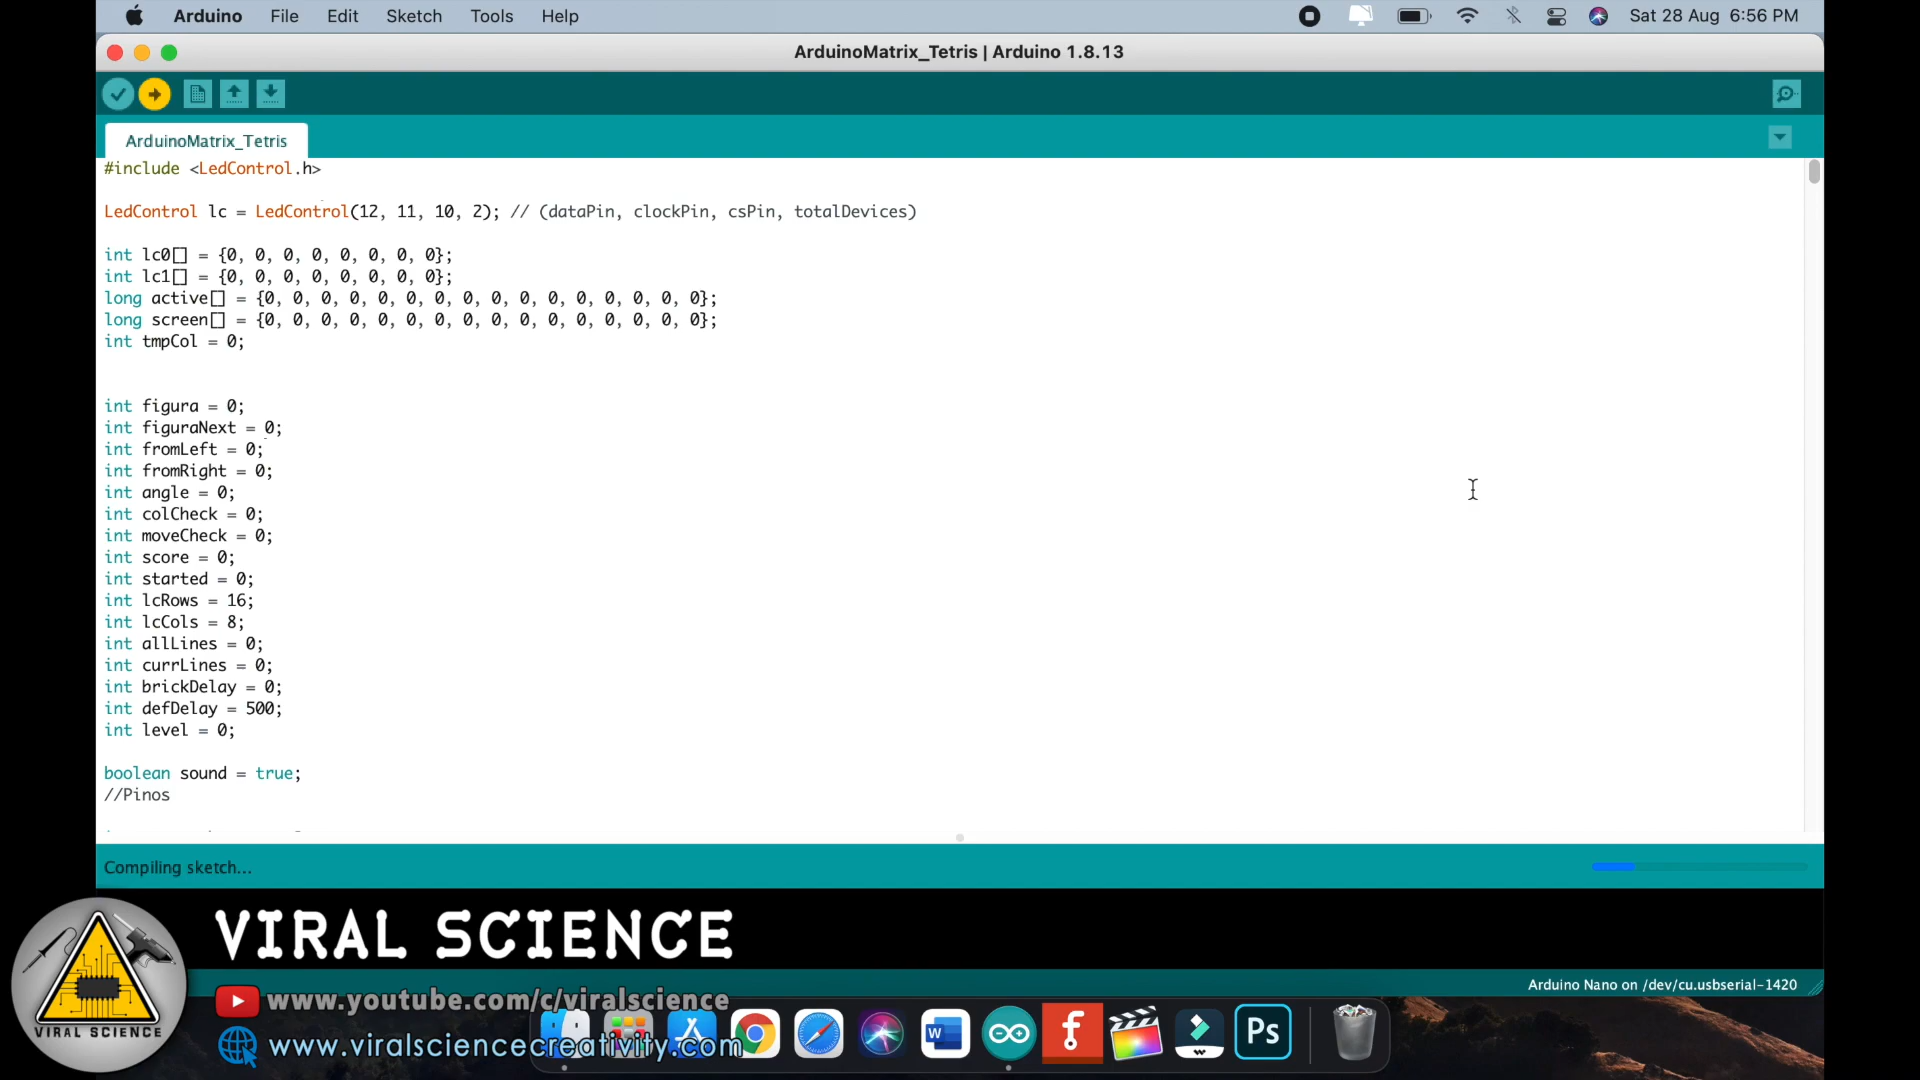 Arduino File Edit Sketch Tools Help Sat 28 Aug 6:56 PM
ArduinoMatrix_Tetris | Arduino 1.8.13
ArduinoMatrix_Tetris
#include <LedControl.h>
LedControl lc = LedControl(12, 11, 10, 2); // (dataPin, clockPin, csPin, totalDevices)
int lc0[] = {0, 0, 0, 0, 0, 0, 0, 0};
int lc1[] = {0, 0, 0, 0, 0, 0, 0, 0};
long active[] = {0, 0, 0, 0, 0, 0, 0, 0, 0, 0, 0, 0, 0, 0, 0, 0};
long screen[] = {0, 0, 0, 0, 0, 0, 0, 0, 0, 0, 0, 0, 0, 0, 0, 0};
int tmpCol = 0;
int figura = 0;
int figuraNext = 0;
int fromLeft = 0;
int fromRight = 0;
int angle = 0;
int colCheck = 0;
int moveCheck = 0;
int score = 0;
int started = 0;
int lcRows = 16;
int lcCols = 8;
int allLines = 0;
int currLines = 0;
int brickDelay = 0;
int defDelay = 500;
int level = 0;
boolean sound = true;
//Pinos
Compiling sketch...
VIRAL SCIENCE
Arduino Nano on /dev/cu.usbserial-1420
www.youtube.com/c/viralscience
www.viralsciencecreativity.com
VIRAL SCIENCE
W
f
Ps